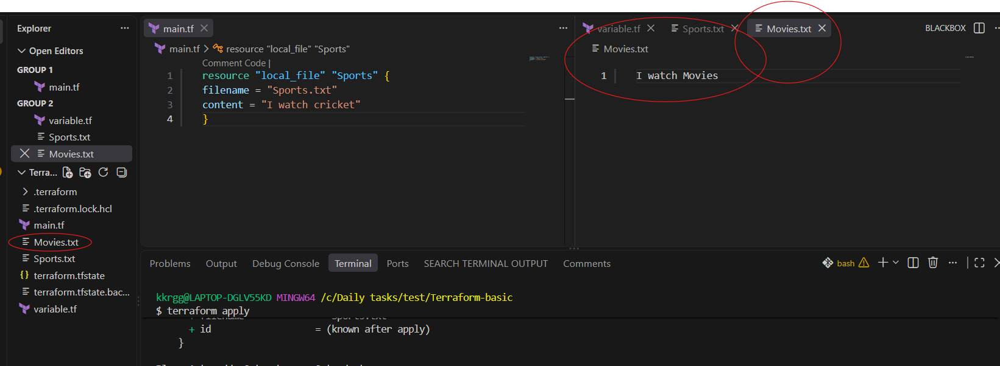 Explorer
Open Editors
GROUP 1
main.tf
GROUP 2
variable.tf
Sports.txt
Movies.txt
Terra...
.terraform
.terraform.lock.hcl
main.tf
Movies.txt
Sports.txt
terraform.tfstate
terraform.tfstate.bac...
variable.tf
main.tf
main.tf > resource "local_file" "Sports"
Comment Code |
1 resource "local_file" "Sports" {
2 filename = "Sports.txt"
3 content = "I watch cricket"
4 }
variable.tf Sports.txt Movies.txt BLACKBOX
Movies.txt
1 I watch Movies
Problems Output Debug Console Terminal Ports SEARCH TERMINAL OUTPUT Comments bash
kkrgg@LAPTOP-DGLV55KD MINGW64 /c/Daily tasks/test/Terraform-basic
$ terraform apply
+ id = (known after apply)
}